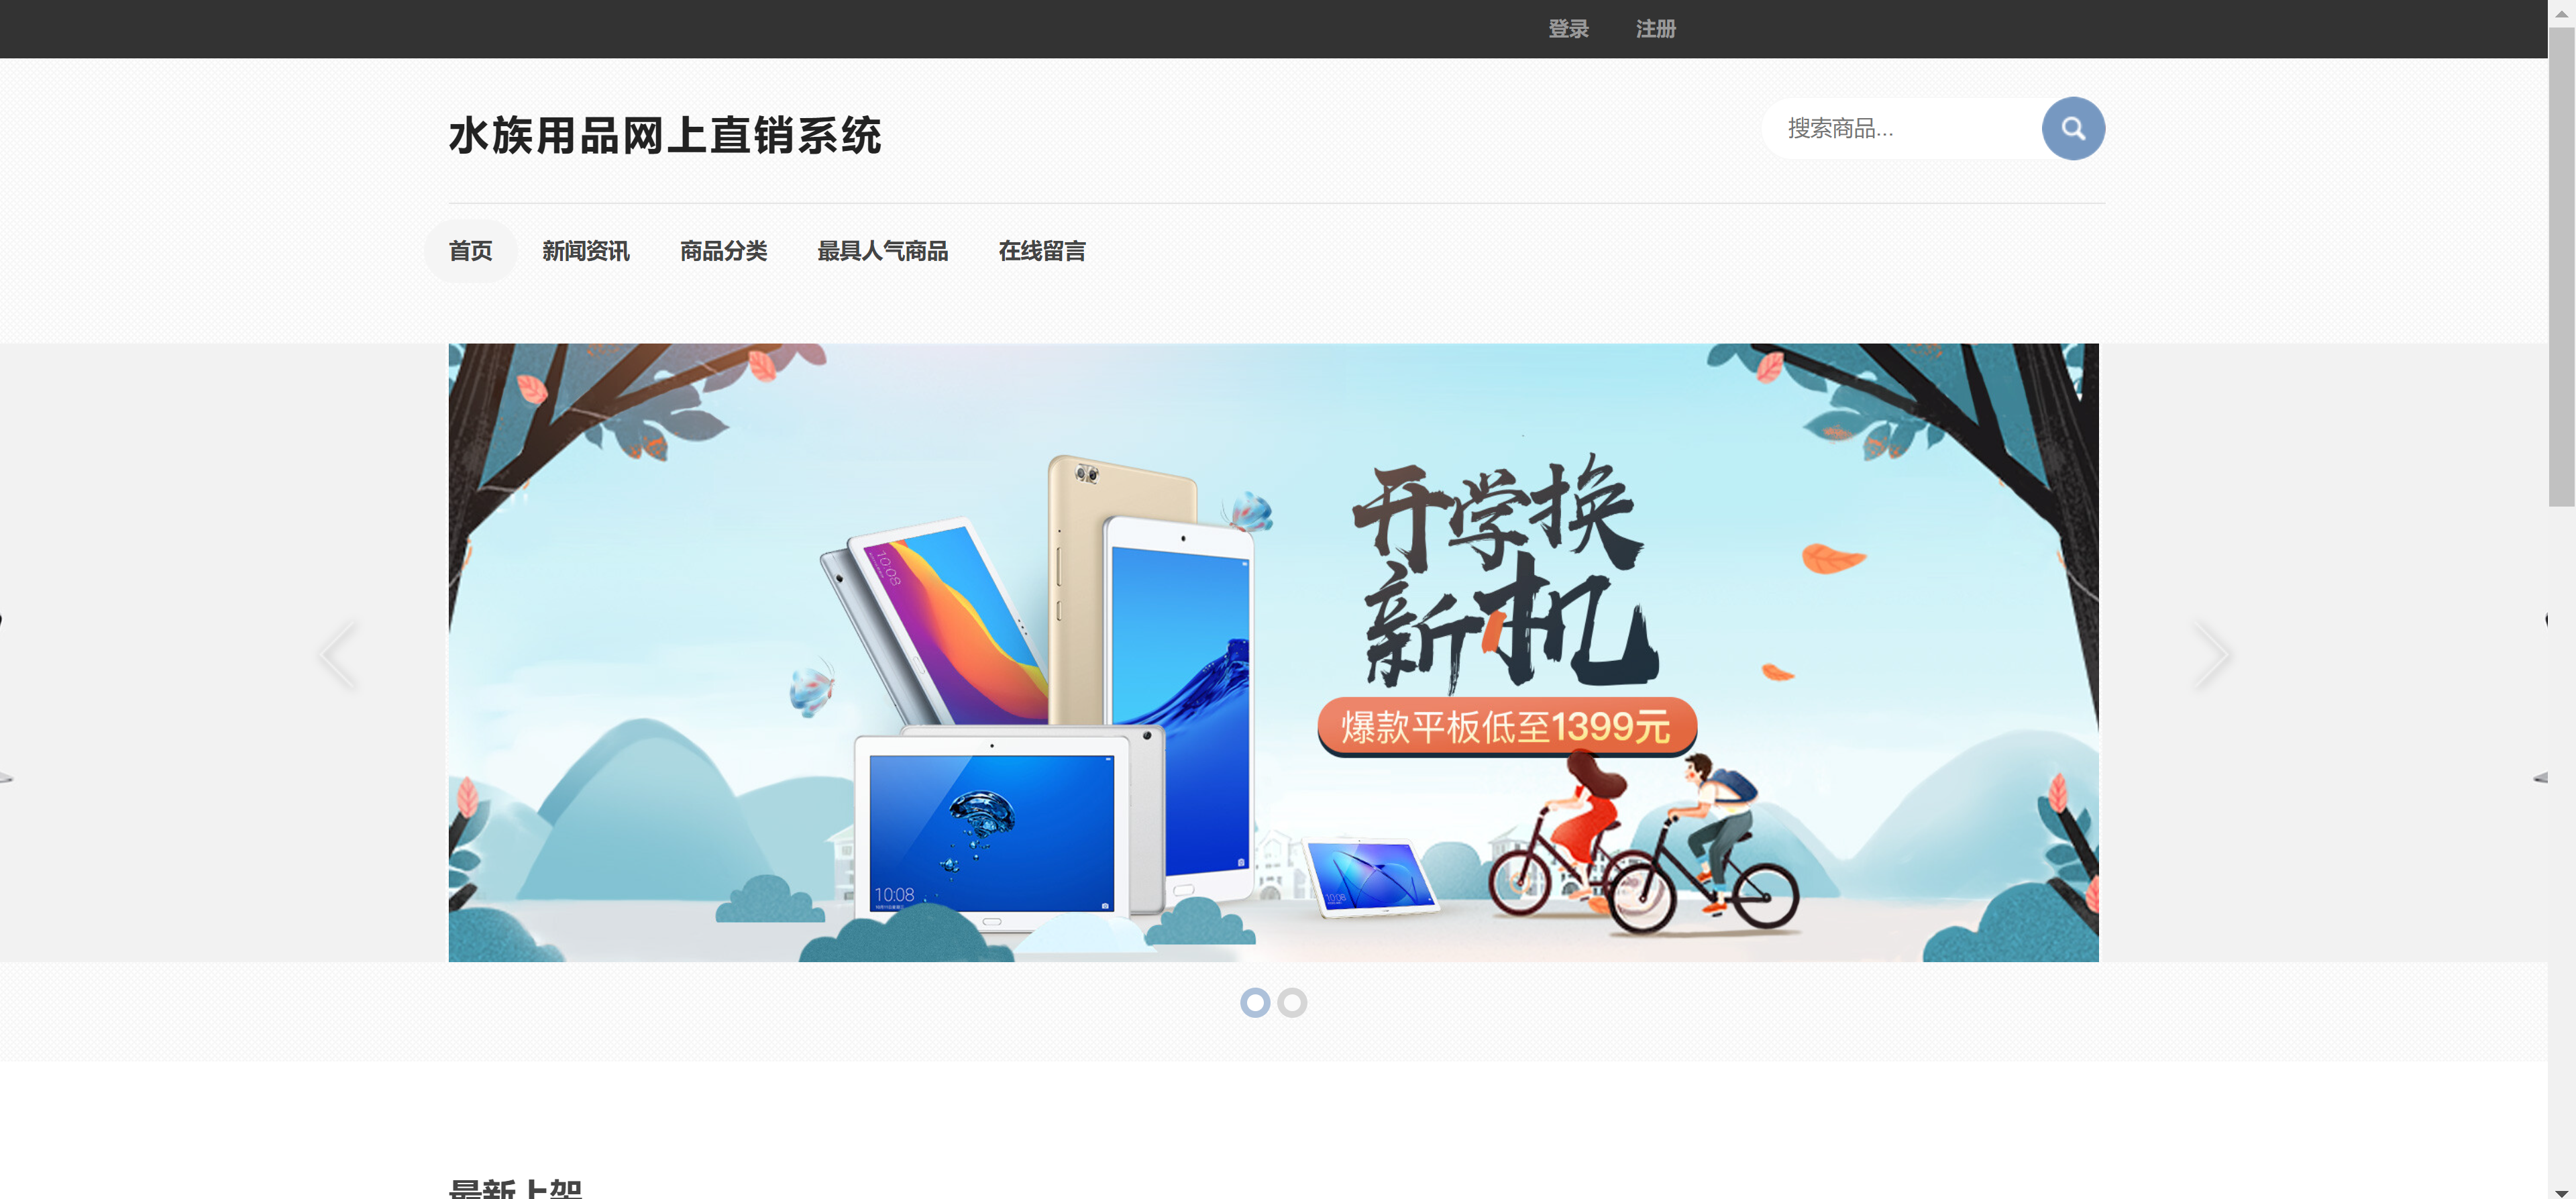 登录 注册
水族用品网上直销系统
搜索商品...
首页 新闻资讯 商品分类 最具人气商品 在线留言
开学换
新机
爆款平板低至1399元
10:08
10:08
10:08
最新上架